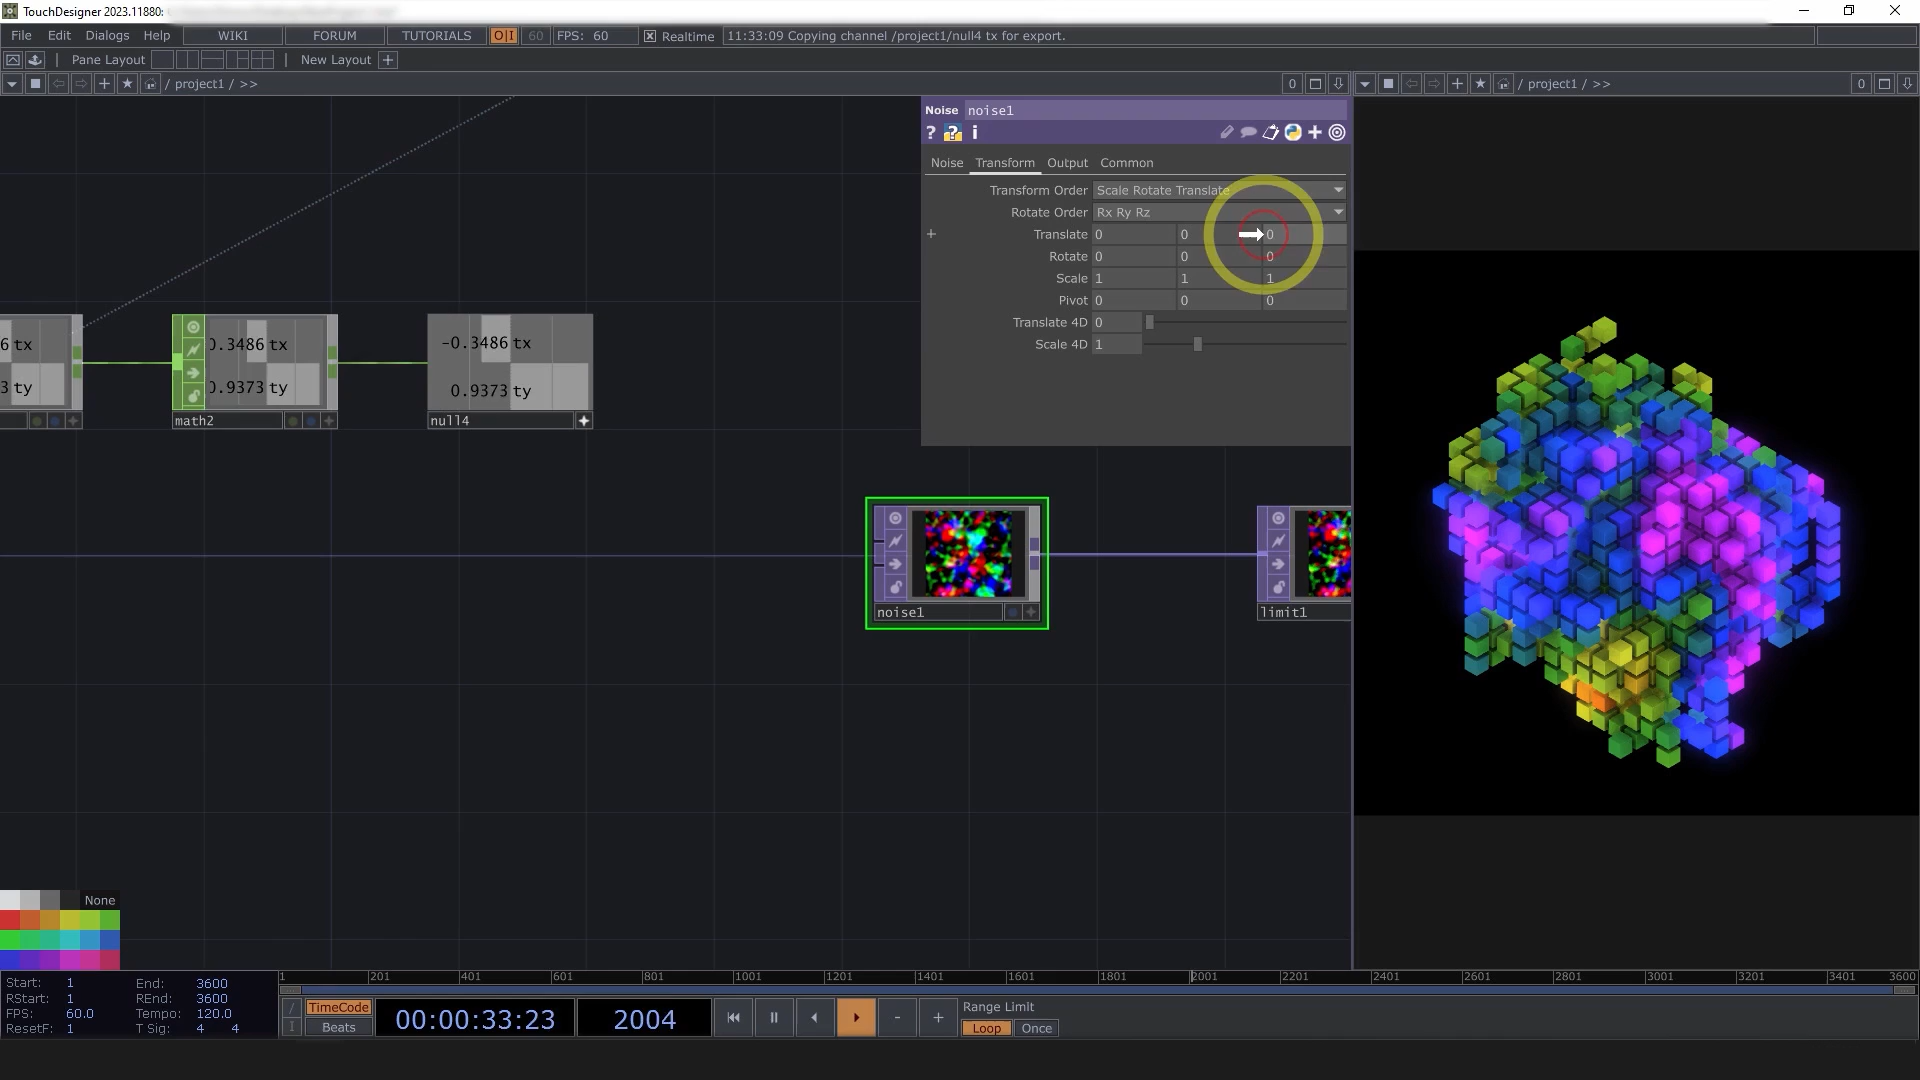 TouchDesigner 2023.11880:
File Edit Dialogs Help WIKI FORUM TUTORIALS O|I 60 FPS: 60 Realtime 11:33:09 Copying channel /project1/null4 tx for export.
Pane Layout New Layout
/ project1 / >> 0 / project1 / >> 0
Noise noise1
? ? i
Noise Transform Output Common
Transform Order Scale Rotate Translate
Rotate Order Rx Ry Rz
+ Translate 0 0 0
Rotate 0 0 0
Scale 1 1 1
Pivot 0 0 0
Translate 4D 0
Scale 4D 1
6 tx
3 ty
0.3486 tx
0.9373 ty
math2
-0.3486 tx
0.9373 ty
null4
noise1
limit1
None
1 201 401 601 801 1001 1201 1401 1601 1801 2001 2201 2401 2601 2801 3001 3201 3401 3600
Start: 1 End: 3600
RStart: 1 REnd: 3600
FPS: 60.0 Tempo: 120.0
ResetF: 1 T Sig: 4 4
TimeCode
Beats
00:00:33:23
2004
- +
Range Limit
Loop Once